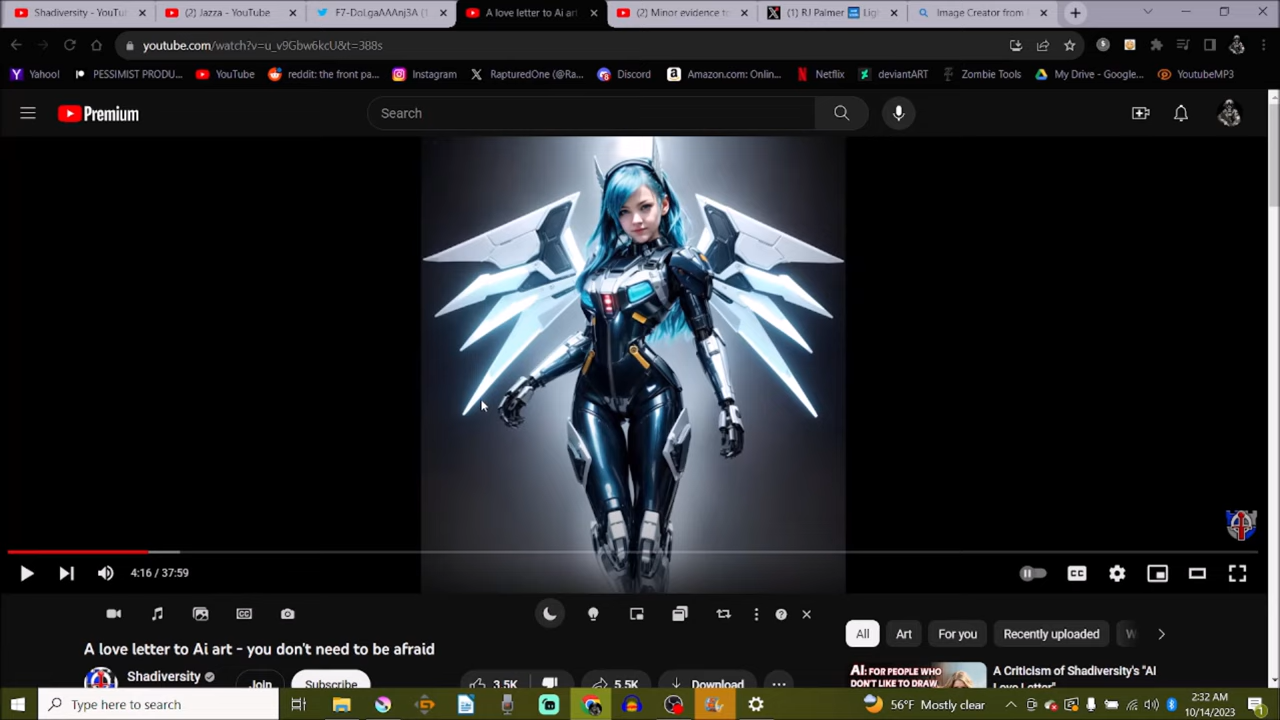 Shadiversity - YouTu
(2) Jazza - YouTube
F7-DoLgaAAAnj3A (1
A love letter to Ai art
(2) Minor evidence t
(1) RJ Palmer
Lig
Image Creator from
youtube.com/watch?v=u_v9Gbw6kcU&t=388s
Yahoo!
PESSIMIST PRODU...
YouTube
reddit: the front pa...
Instagram
RapturedOne (@Ra...
Discord
Amazon.com: Onlin...
Netflix
deviantART
Zombie Tools
My Drive - Google...
YoutubeMP3
Premium
Search
4:16 / 37:59
CC
A love letter to Ai art - you don't need to be afraid
Shadiversity
Join
Subscribe
3.5K
5.5K
Download
All
Art
For you
Recently uploaded
W
AI: FOR PEOPLE WHO
DON'T LIKE TO DRAW
A Criticism of Shadiversity's "AI
Love Letter"
Type here to search
56°F Mostly clear
2:32 AM
10/14/2023